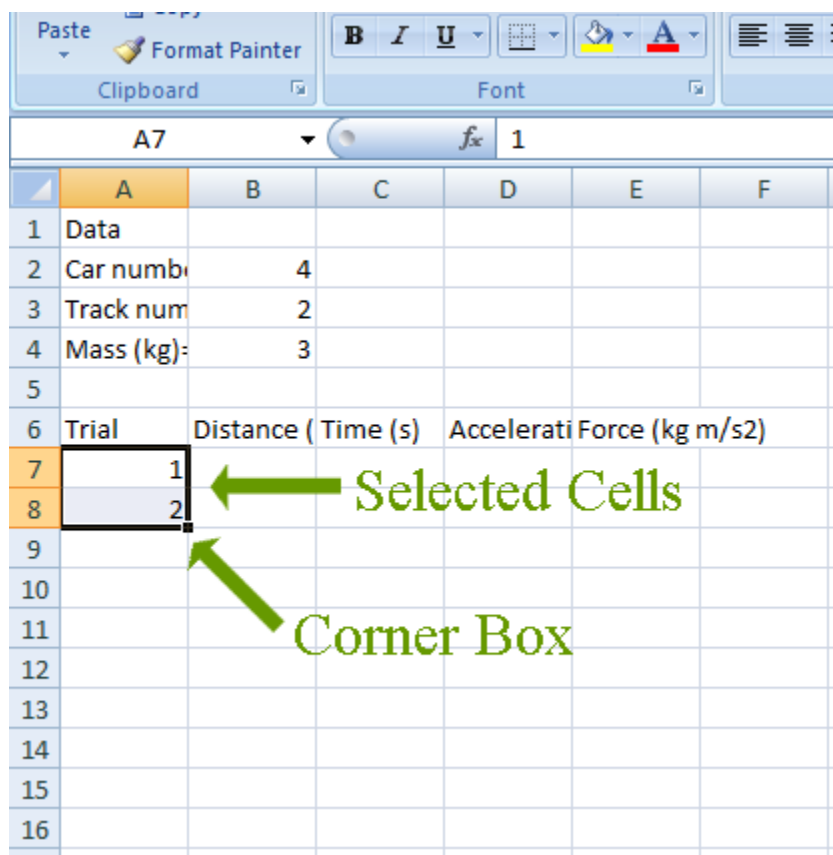 Paste
Format Painter
B I U A
Clipboard Font
A7 fx 1
A B C D E F
1 Data
2 Car numb 4
3 Track num 2
4 Mass (kg)= 3
5
6 Trial Distance ( Time (s) Accelerati Force (kg m/s2)
7 1 Selected Cells
8 2
9
10
11 Corner Box
12
13
14
15
16